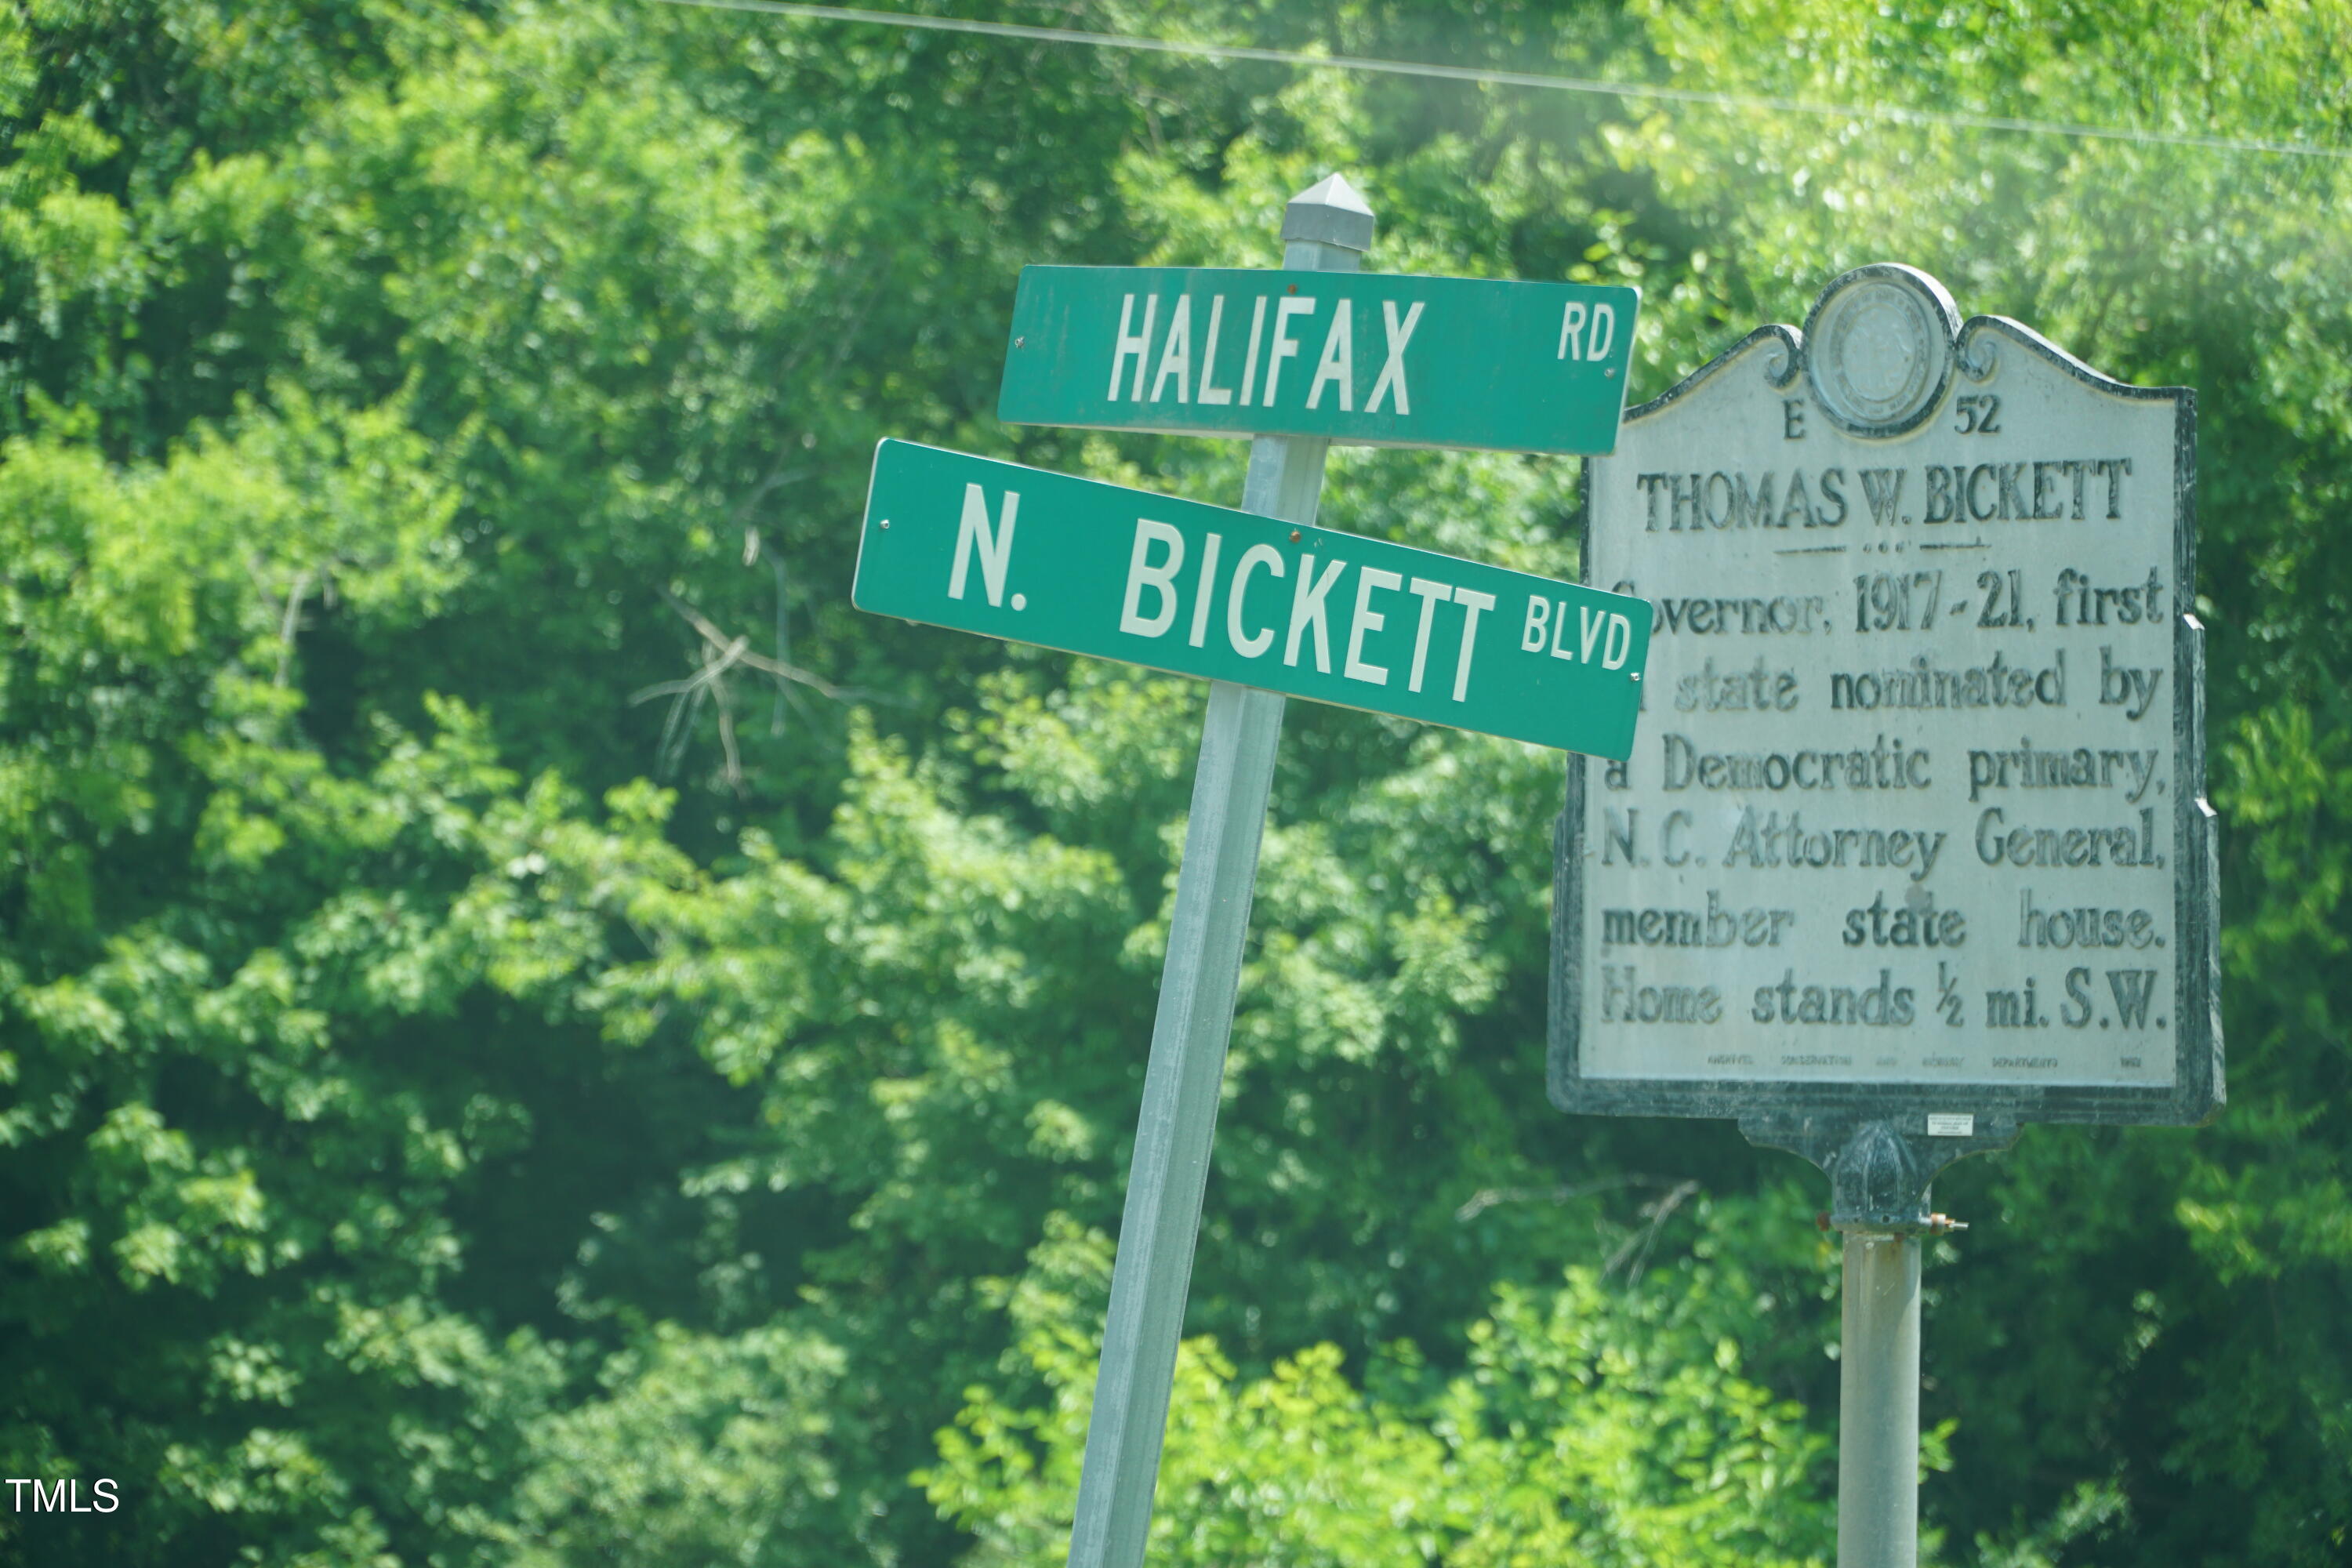 HALIFAX RD
N. BICKETT BLVD.
E 52
THOMAS W. BICKETT
Governor, 1917-21, first
state nominated by
a Democratic primary,
N.C. Attorney General,
member state house.
Home stands ½ mi. S.W.
TMLS